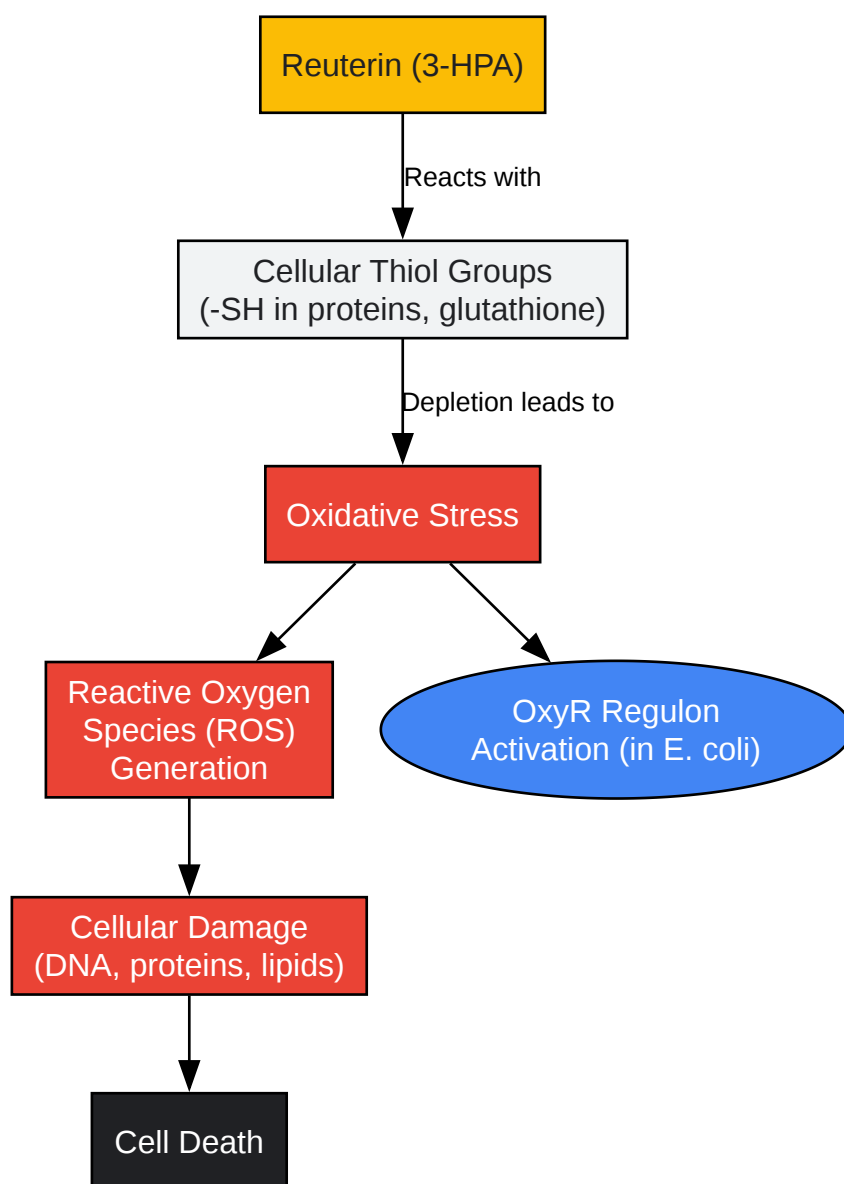 Reuterin (3-HPA)
Reacts with
Cellular Thiol Groups
(-SH in proteins, glutathione)
Depletion leads to
Oxidative Stress
Reactive Oxygen
Species (ROS)
Generation
OxyR Regulon
Activation (in E. coli)
Cellular Damage
(DNA, proteins, lipids)
Cell Death